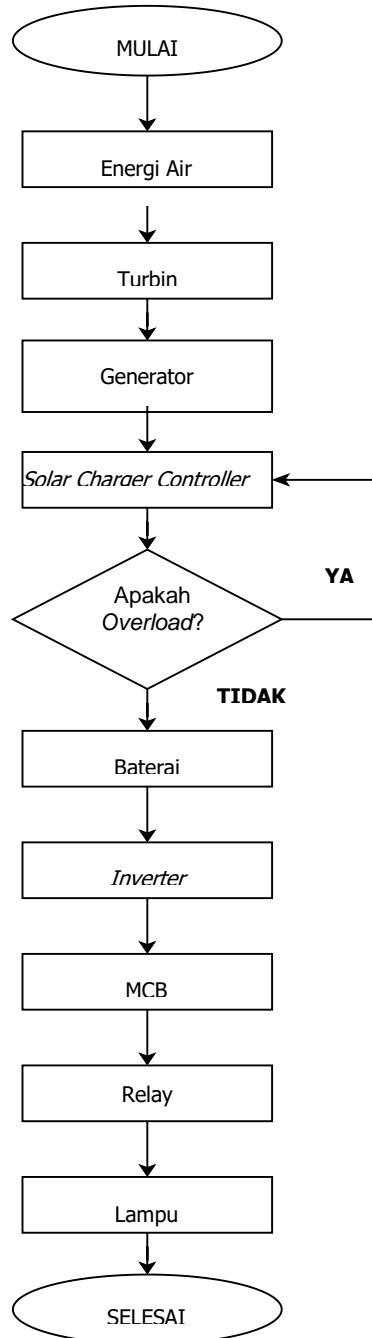 MULAI
Energi Air
Turbin
Generator
Solar Charger Controller
Apakah
Overload?
YA
TIDAK
Baterai
Inverter
MCB
Relay
Lampu
SELESAI